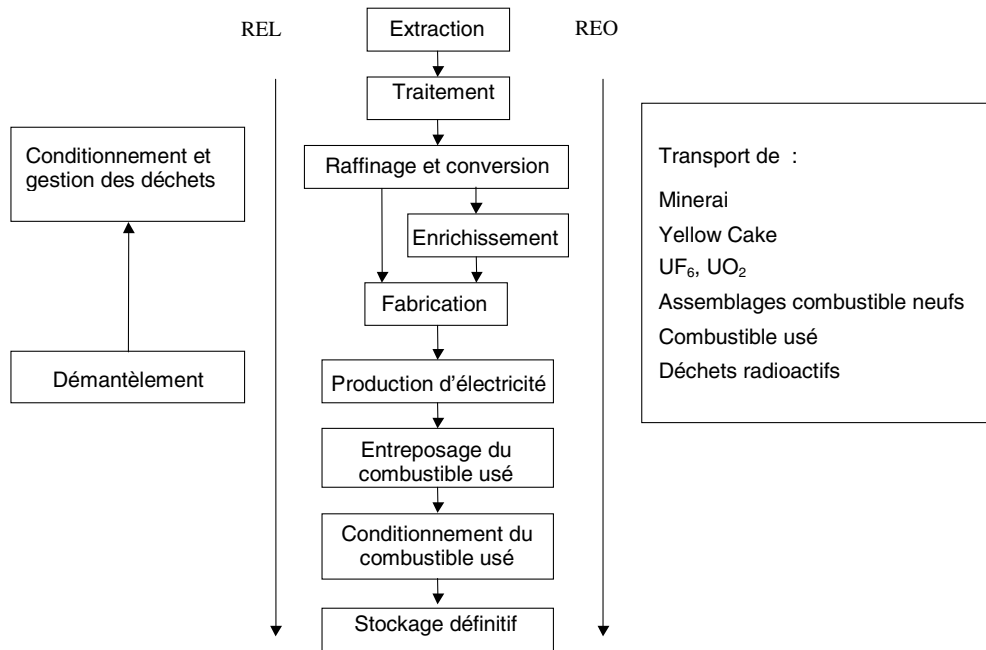 REL
Extraction
REO
Traitement
Conditionnement et
gestion des déchets
Raffinage et conversion
Enrichissement
Fabrication
Démantèlement
Production d'électricité
Entreposage du
combustible usé
Conditionnement du
combustible usé
Stockage définitif
Transport de :
Minerai
Yellow Cake
UF₆, UO₂
Assemblages combustible neufs
Combustible usé
Déchets radioactifs